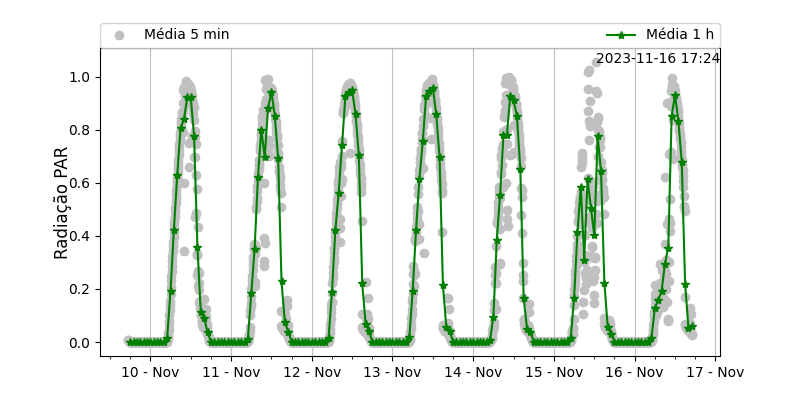 Média 5 min
Média 1 h
2023-11-16 17:24
Radiação PAR
1.0
0.8
0.6
0.4
0.2
0.0
10 - Nov
11 - Nov
12 - Nov
13 - Nov
14 - Nov
15 - Nov
16 - Nov
17 - Nov